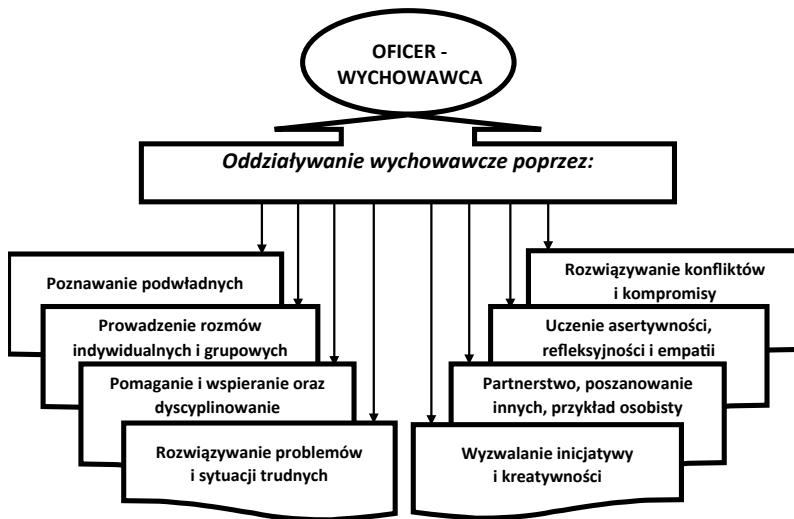 OFICER -
WYCHOWAWCA
Oddziaływanie wychowawcze poprzez:
Poznawanie podwładnych
Prowadzenie rozmów
indywidualnych i grupowych
Pomaganie i wspieranie oraz
dyscyplinowanie
Rozwiązywanie problemów
i sytuacji trudnych
Rozwiązywanie konfliktów
i kompromisy
Uczenie asertywności,
refleksyjności i empatii
Partnerstwo, poszanowanie
innych, przykład osobisty
Wyzwalanie inicjatywy
i kreatywności